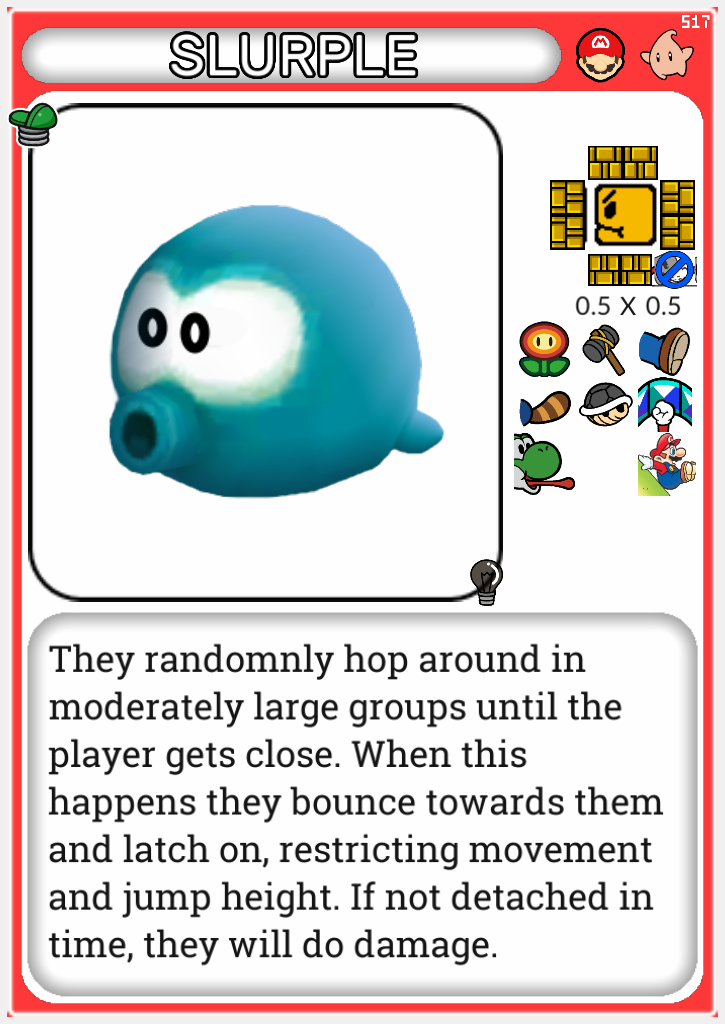 517
SLURPLE
0.5 X 0.5
They randomnly hop around in
moderately large groups until the
player gets close. When this
happens they bounce towards them
and latch on, restricting movement
and jump height. If not detached in
time, they will do damage.